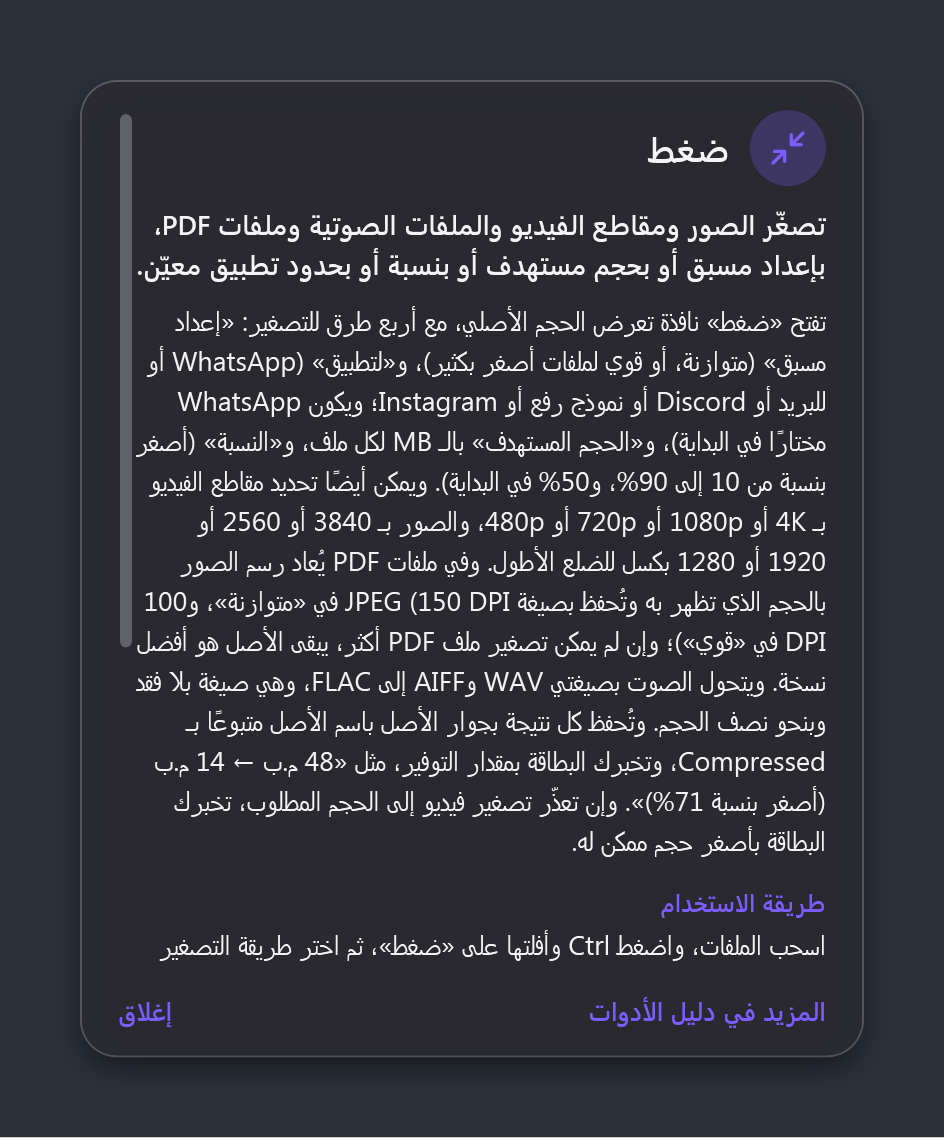 ضغط
تصغّر الصور ومقاطع الفيديو والملفات الصوتية وملفات PDF،
بإعداد مسبق أو بحجم مستهدف أو بنسبة أو بحدود تطبيق معيّن.
تفتح «ضغط» نافذة تعرض الحجم الأصلي، مع أربع طرق للتصغير: «إعداد
مسبق» (متوازنة، أو قوي لملفات أصغر بكثير)، و«لتطبيق» (WhatsApp أو
للبريد أو Discord أو نموذج رفع أو Instagram؛ ويكون WhatsApp
مختارًا في البداية)، و«الحجم المستهدف» بالـ MB لكل ملف، و«النسبة» (أصغر
بنسبة من 10 إلى 90%، و50% في البداية). ويمكن أيضًا تحديد مقاطع الفيديو
بـ 4K أو 1080p أو 720p أو 480p، والصور بـ 3840 أو 2560 أو
1920 أو 1280 بكسل للضلع الأطول. وفي ملفات PDF يُعاد رسم الصور
بالحجم الذي تظهر به وتُحفظ بصيغة JPEG (150 DPI في «متوازنة»، و100
DPI في «قوي»)؛ وإن لم يمكن تصغير ملف PDF أكثر، يبقى الأصل هو أفضل
نسخة. ويتحول الصوت بصيغتي WAV وAIFF إلى FLAC، وهي صيغة بلا فقد
وبنحو نصف الحجم. وتُحفظ كل نتيجة بجوار الأصل باسم الأصل متبوعًا بـ
Compressed، وتخبرك البطاقة بمقدار التوفير، مثل «48 م.ب ← 14 م.ب
(أصغر بنسبة 71%)». وإن تعذّر تصغير فيديو إلى الحجم المطلوب، تخبرك
البطاقة بأصغر حجم ممكن له.
طريقة الاستخدام
اسحب الملفات، واضغط Ctrl وأفلتها على «ضغط»، ثم اختر طريقة التصغير
المزيد في دليل الأدوات
إغلاق